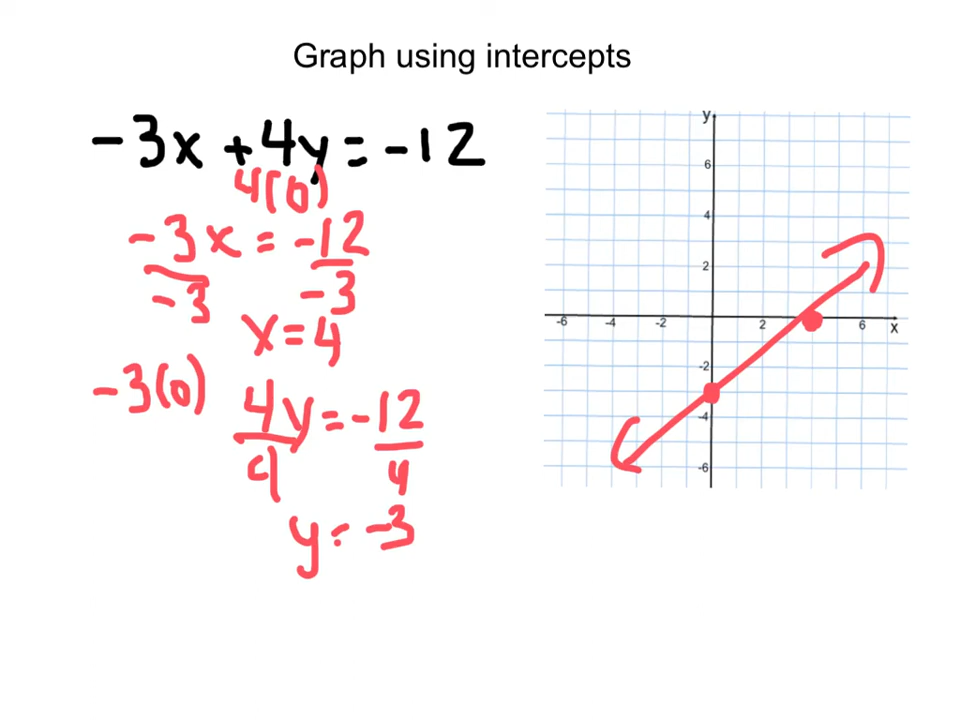 Graph using intercepts
-3x + 4y = -12
4(0)
-3x = -12
-3 -3
x = 4
-3(0) 4y = -12
4 4
y = -3
y
6
4
2
-6 -4 -2 2 6 x
-2
-4
-6